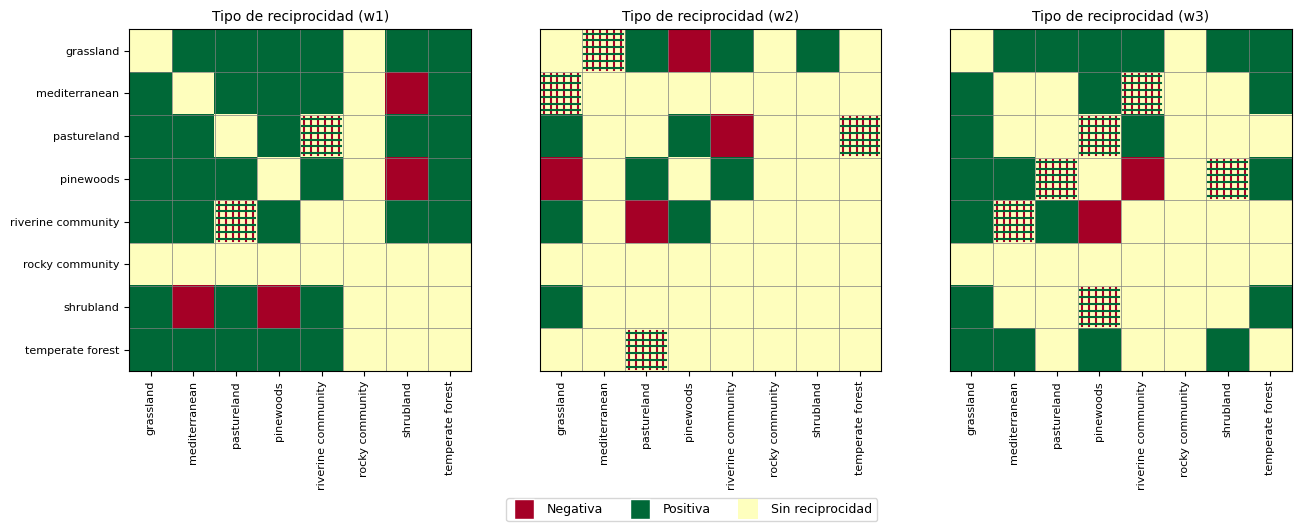 Tipo de reciprocidad (w1)
Tipo de reciprocidad (w2)
Tipo de reciprocidad (w3)
grassland
mediterranean
pastureland
pinewoods
riverine community
rocky community
shrubland
temperate forest
grassland
mediterranean
pastureland
pinewoods
riverine community
rocky community
shrubland
temperate forest
grassland
mediterranean
pastureland
pinewoods
riverine community
rocky community
shrubland
temperate forest
grassland
mediterranean
pastureland
pinewoods
riverine community
rocky community
shrubland
temperate forest
Negativa
Positiva
Sin reciprocidad